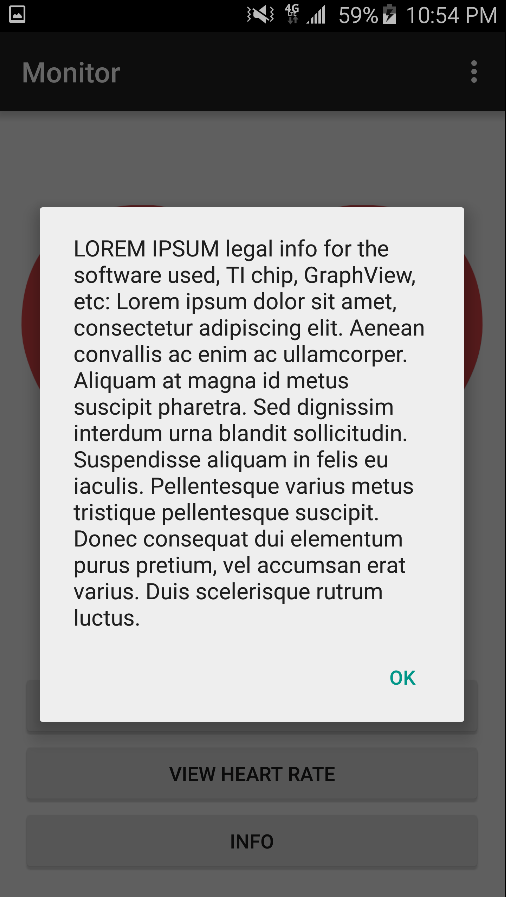 4G 59% 10:54 PM
Monitor
LOREM IPSUM legal info for the
software used, TI chip, GraphView,
etc: Lorem ipsum dolor sit amet,
consectetur adipiscing elit. Aenean
convallis ac enim ac ullamcorper.
Aliquam at magna id metus
suscipit pharetra. Sed dignissim
interdum urna blandit sollicitudin.
Suspendisse aliquam in felis eu
iaculis. Pellentesque varius metus
tristique pellentesque suscipit.
Donec consequat dui elementum
purus pretium, vel accumsan erat
varius. Duis scelerisque rutrum
luctus.
OK
VIEW HEART RATE
INFO